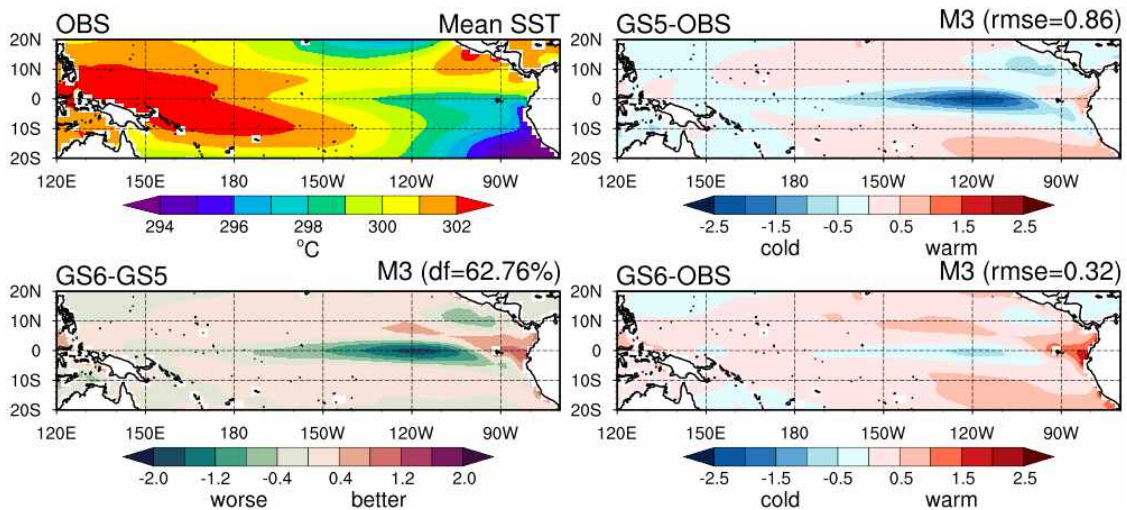 OBS Mean SST
20N
10N
0
10S
20S
120E 150E 180 150W 120W 90W
294 296 298 300 302
°C
GS5-OBS M3 (rmse=0.86)
20N
10N
0
10S
20S
120E 150E 180 150W 120W 90W
-2.5 -1.5 -0.5 0.5 1.5 2.5
cold warm
GS6-GS5 M3 (df=62.76%)
20N
10N
0
10S
20S
120E 150E 180 150W 120W 90W
-2.0 -1.2 -0.4 0.4 1.2 2.0
worse better
GS6-OBS M3 (rmse=0.32)
20N
10N
0
10S
20S
120E 150E 180 150W 120W 90W
-2.5 -1.5 -0.5 0.5 1.5 2.5
cold warm